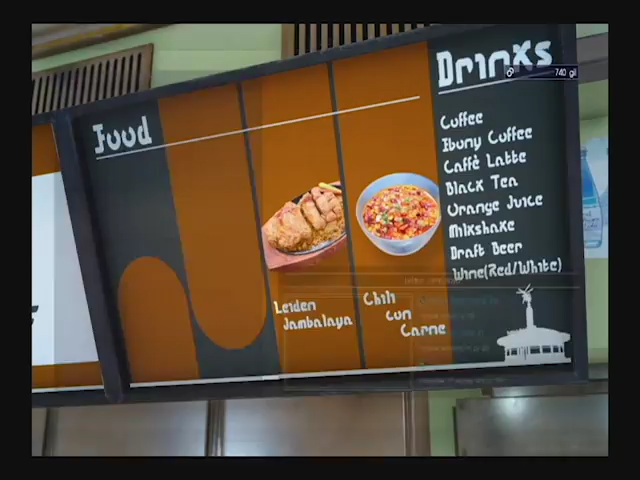 Food
Drinks
740 gil
Coffee
Ebony Coffee
Caffè Latte
Black Tea
Orange Juice
Milkshake
Draft Beer
Wine(Red/White)
Leiden
Jambalaya
Chili
Con
Carne